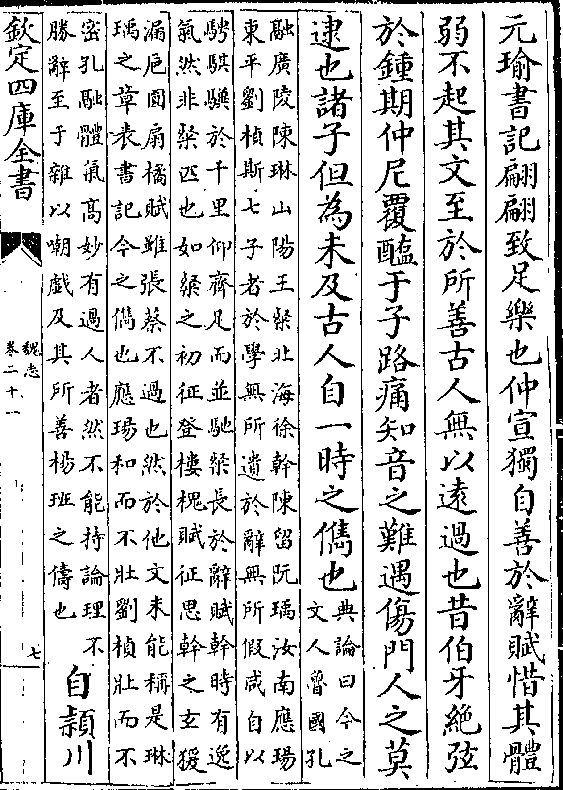 元瑜書記翩翩致足樂也仲宣獨自善於辭賦惜其體
弱不起其文至於所善古人無以遠過也昔伯牙絶弦
於鍾期仲尼覆醢于子路痛知音之難遇傷門人之莫
逮也諸子但為未及古人自一時之儁也
典論曰今之
文人魯國孔
融廣陵陳琳山陽王粲北海徐幹陳留阮瑀汝南應瑒
東平劉楨斯七子者於學無所遺於辭無所假咸自以
騁騏驥於千里仰齊足而並馳粲長於辭賦幹時有逸
氣然非粲匹也如粲之初征登樓槐賦征思幹之玄猨
漏巵圓扇橘賦雖張蔡不過也然於他文未能稱是琳
瑀之章表書記今之儁也應瑒和而不壯劉楨壯而不
密孔融體氣髙妙有過人者然不能持論理不
勝辭至于雜以嘲戲及其所善楊班之儔也
自潁川
欽定四庫全書
魏志
卷二十一
七